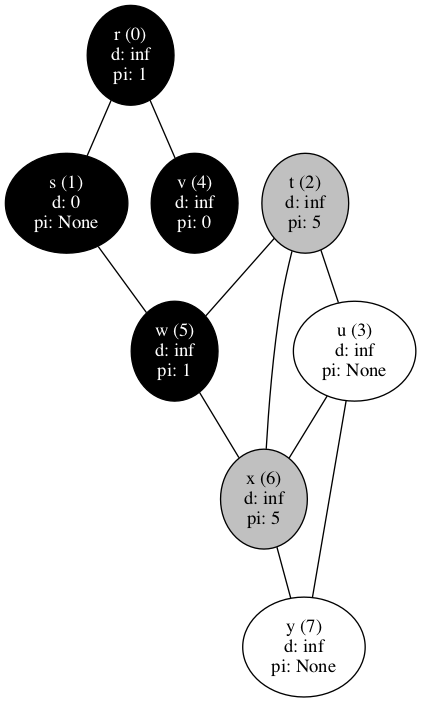 r (0)
d: inf
pi: 1
s (1)
d: 0
pi: None
v (4)
d: inf
pi: 0
t (2)
d: inf
pi: 5
w (5)
d: inf
pi: 1
u (3)
d: inf
pi: None
x (6)
d: inf
pi: 5
y (7)
d: inf
pi: None